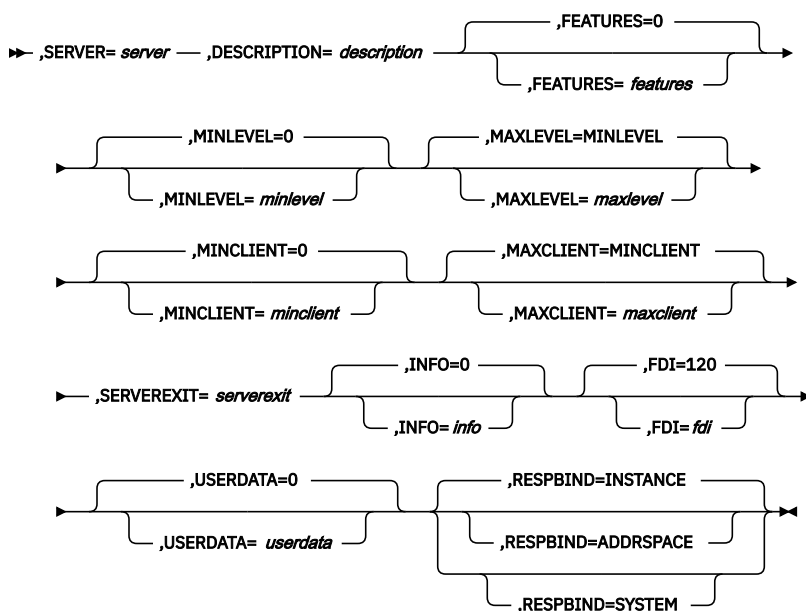 ,FEATURES=0
,SERVER= server ,DESCRIPTION= description
,FEATURES= features
,MINLEVEL=0 ,MAXLEVEL=MINLEVEL
,MINLEVEL= minlevel ,MAXLEVEL= maxlevel
,MINCLIENT=0 ,MAXCLIENT=MINCLIENT
,MINCLIENT= minclient ,MAXCLIENT= maxclient
,INFO=0 ,FDI=120
,SERVEREXIT= serverexit
,INFO= info ,FDI= fdi
,USERDATA=0 ,RESPBIND=INSTANCE
,USERDATA= userdata ,RESPBIND=ADDRSPACE
,RESPBIND=SYSTEM